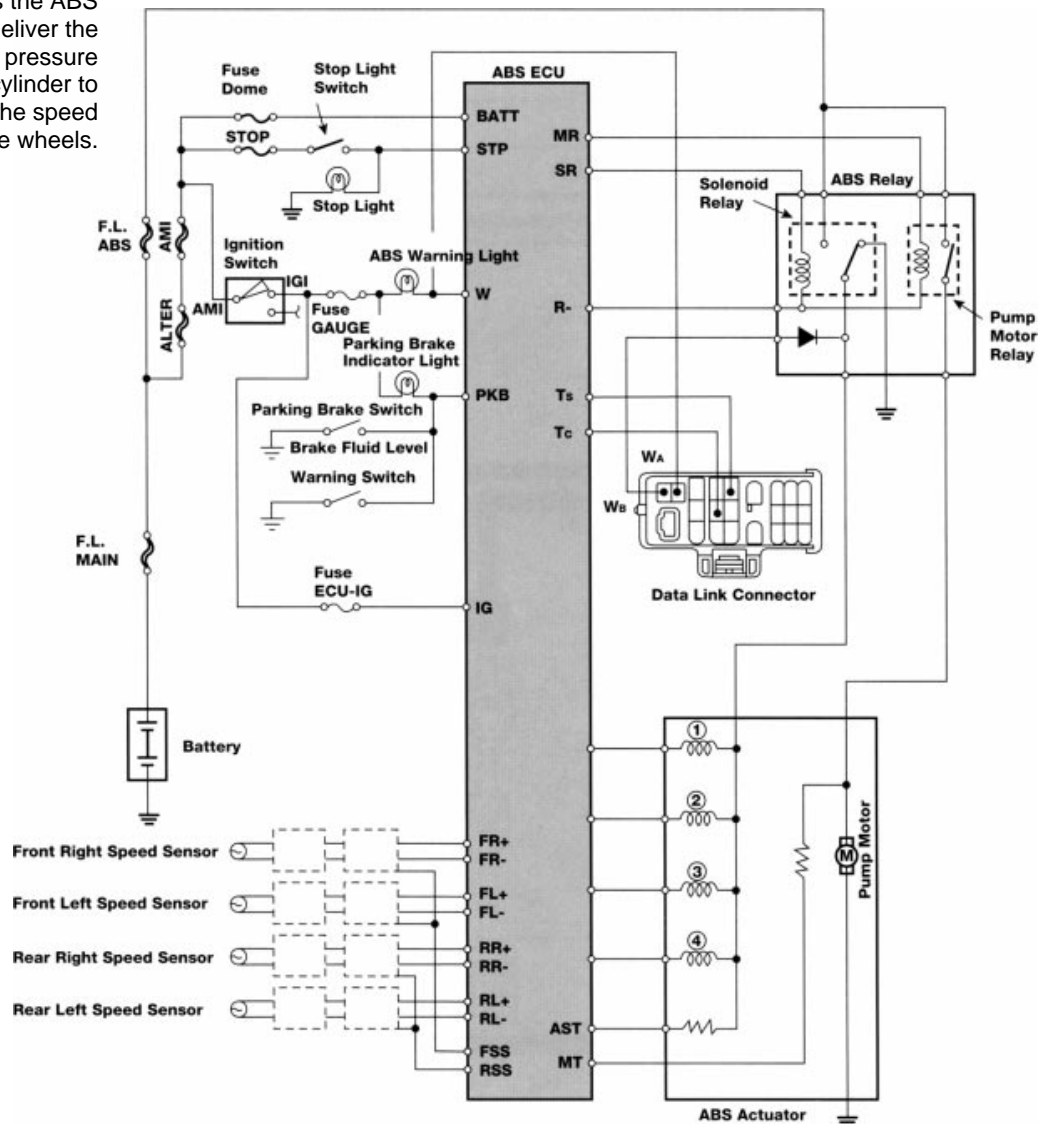 s the ABS
eliver the
pressure
cylinder to
he speed
e wheels.
ABS ECU
Fuse
Dome
Stop Light
Switch
BATT
STOP
STP
Stop Light
MR
SR
Solenoid
Relay
ABS Relay
F.L.
ABS
AMI
Ignition
Switch
ABS Warning Light
IGI
AMI
W
R-
Fuse
GAUGE
ALTER
Pump
Motor
Relay
Parking Brake
Indicator Light
PKB
Parking Brake Switch
Brake Fluid Level
Warning Switch
TS
TC
WA
WB
Data Link Connector
F.L.
MAIN
Fuse
ECU-IG
IG
Battery
1
2
3
4
Pump Motor
M
Front Right Speed Sensor
FR+
FR-
Front Left Speed Sensor
FL+
FL-
Rear Right Speed Sensor
RR+
RR-
Rear Left Speed Sensor
RL+
RL-
FSS
RSS
AST
MT
ABS Actuator